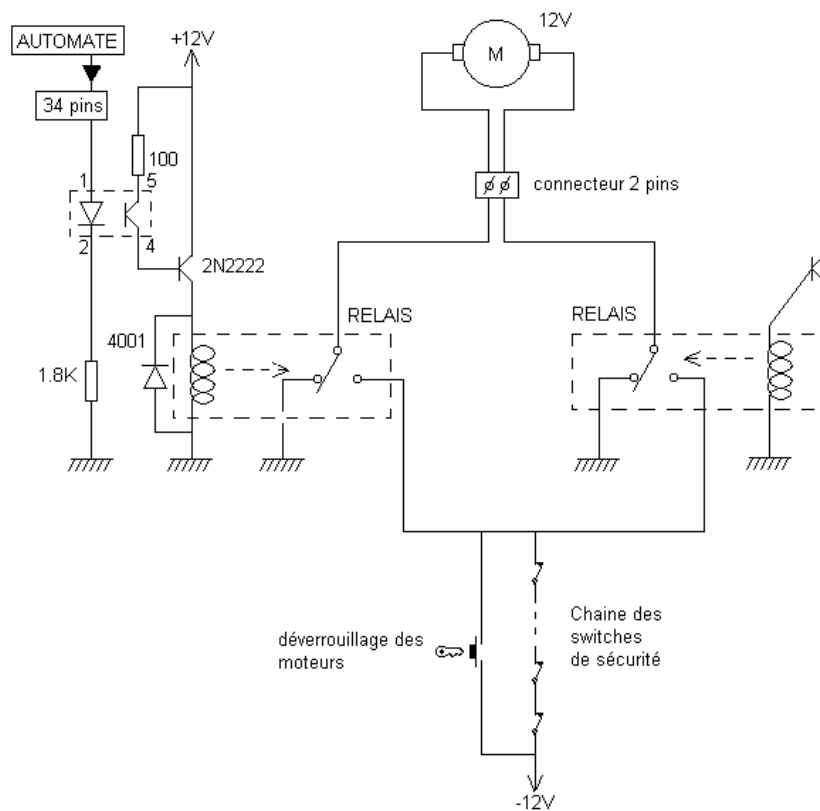 AUTOMATE
+12V
12V
M
34 pins
100
1
5
connecteur 2 pins
2
4
2N2222
RELAIS
RELAIS
4001
1.8K
déverrouillage des
moteurs
Chaine des
switches
de sécurité
-12V